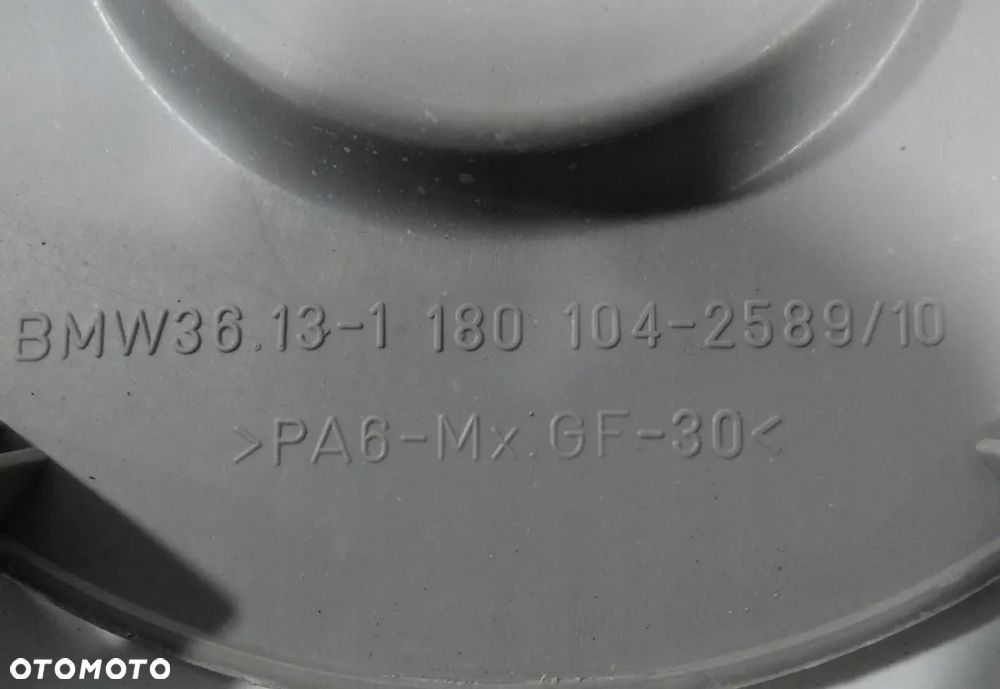 BMW36.13-1 180 104-2589/10
>PA6-Mx.GF-30<
OTOMOTO